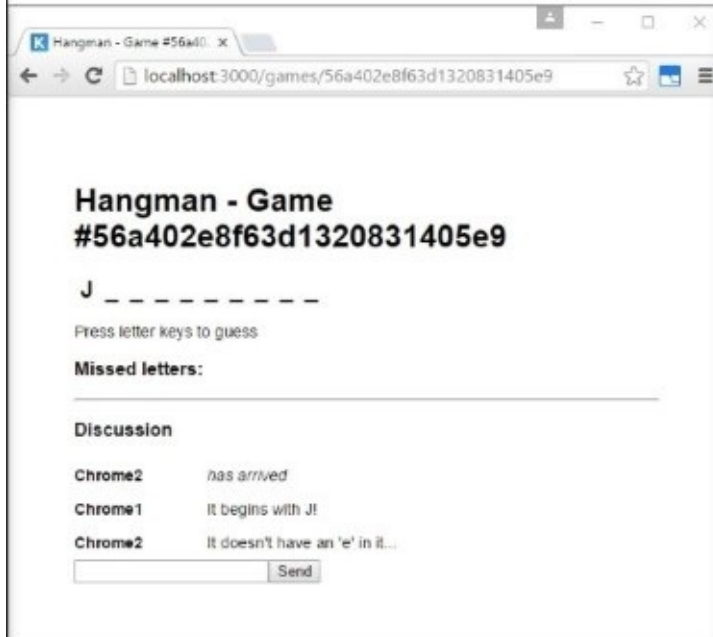 Hangman - Game #56a40
localhost:3000/games/56a402e8f63d1320831405e9
Hangman - Game
#56a402e8f63d1320831405e9
J _ _ _ _ _ _ _ _ _
Press letter keys to guess
Missed letters:
Discussion
Chrome2 has arrived
Chrome1 It begins with J!
Chrome2 It doesn't have an 'e' in it...
Send